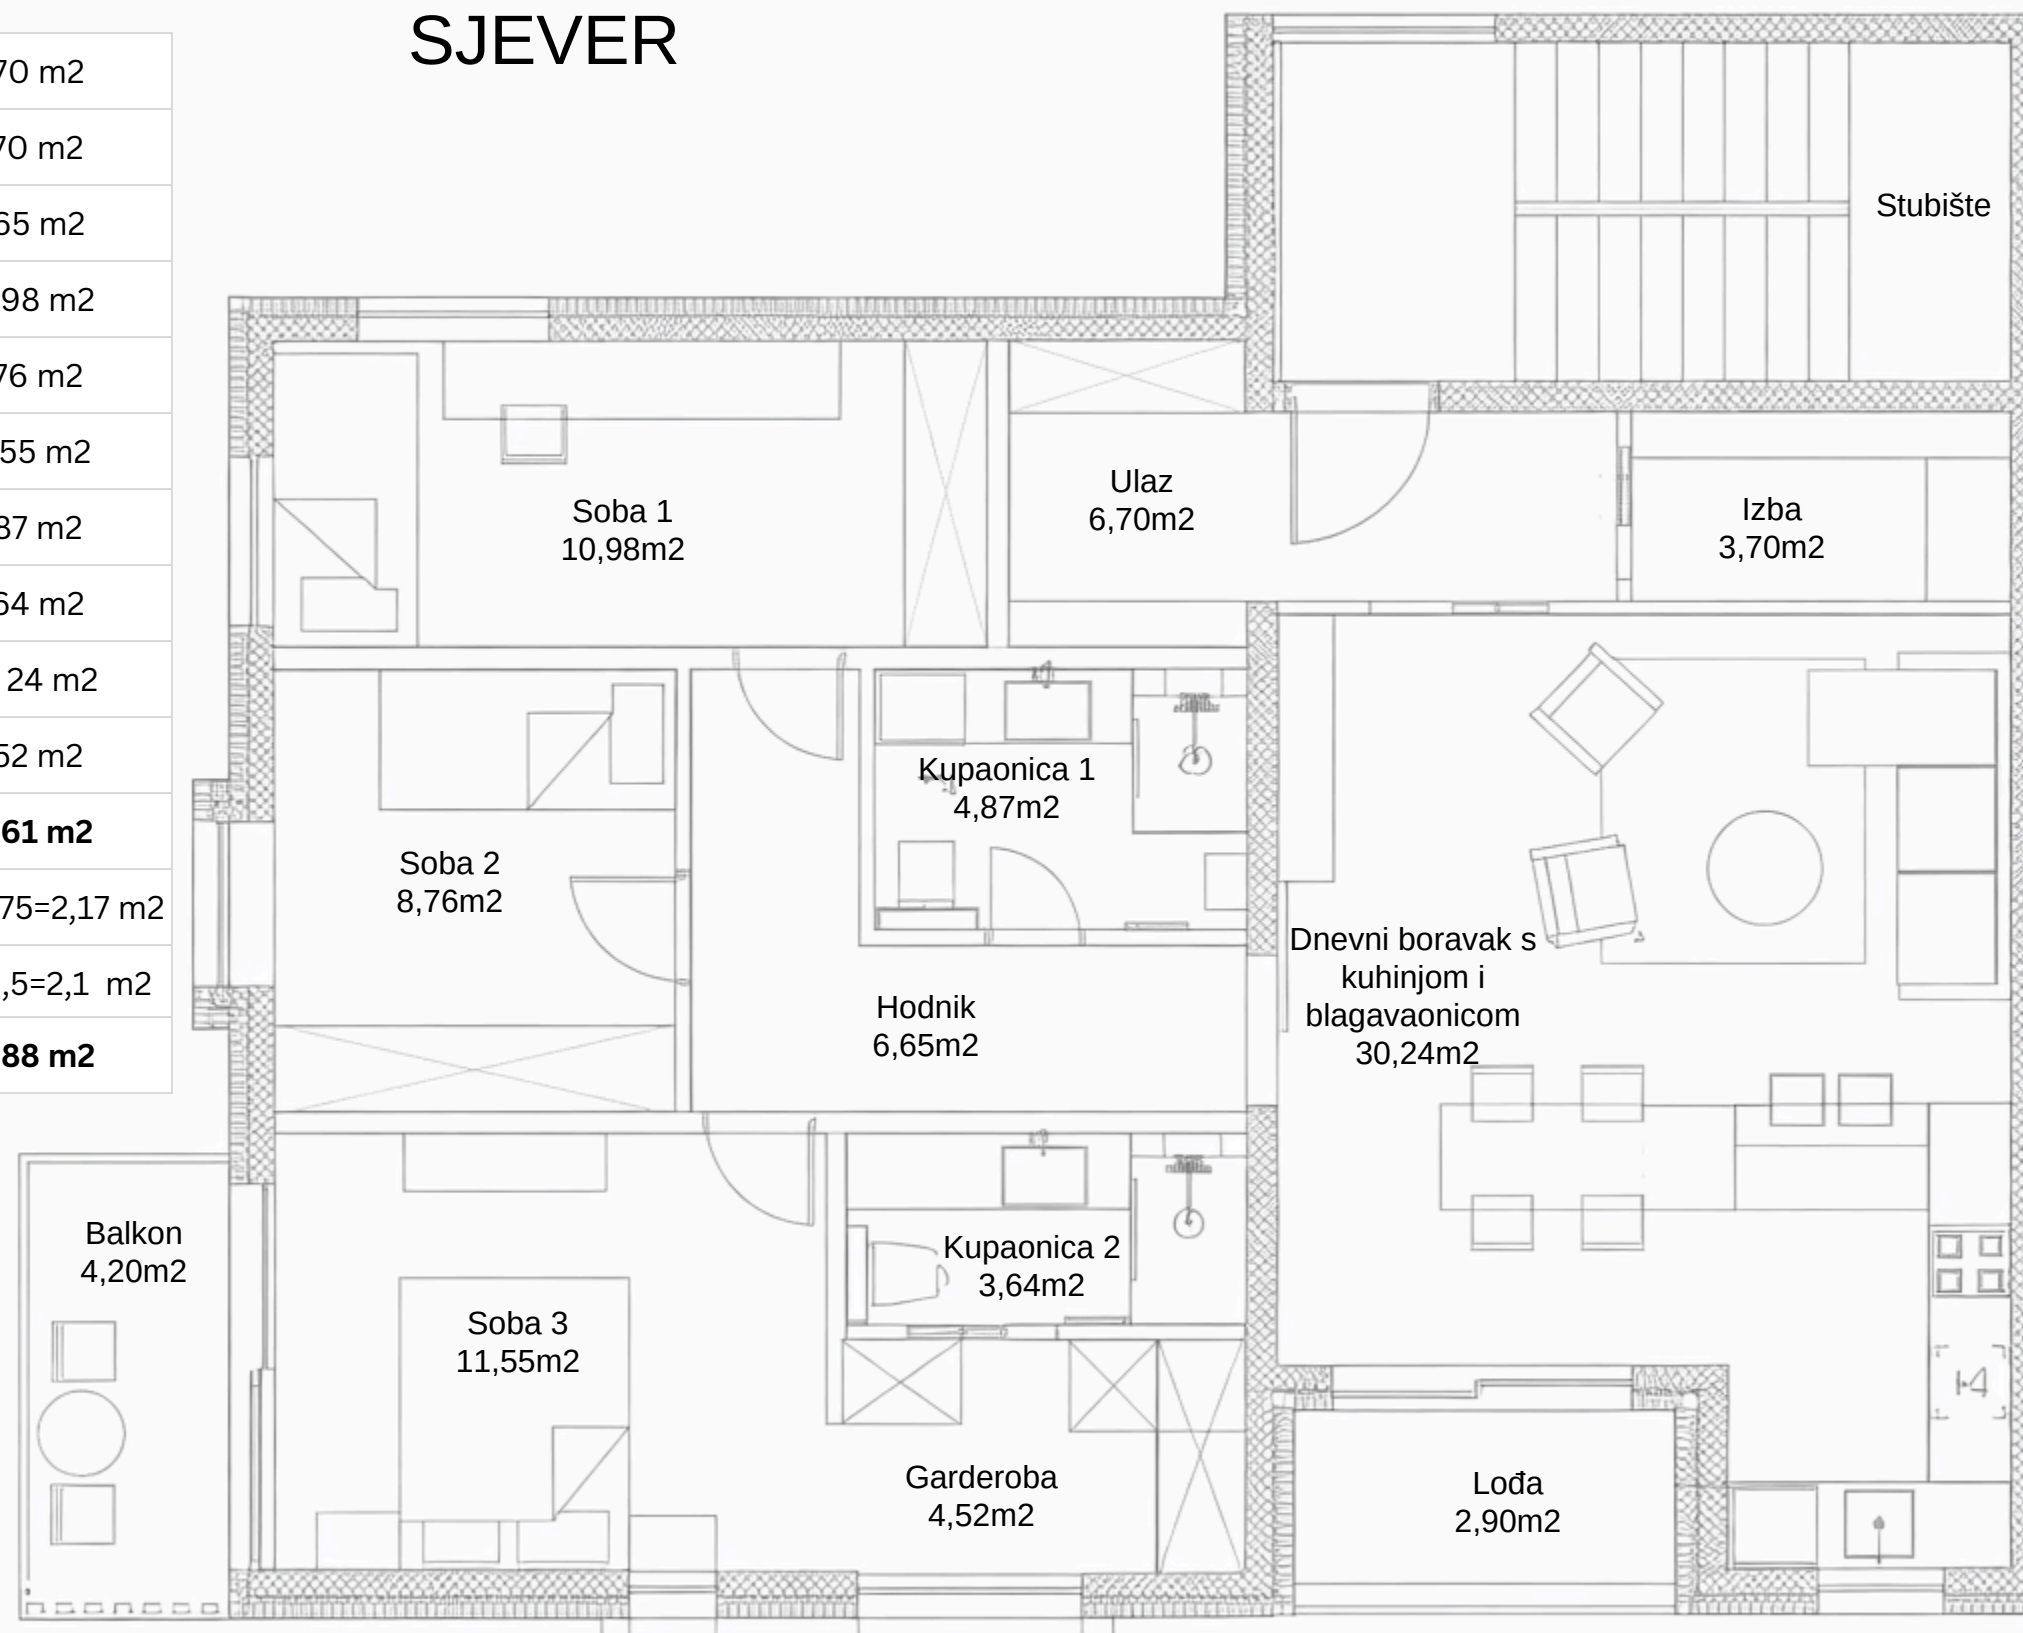 SJEVER
70 m2
70 m2
65 m2
98 m2
76 m2
55 m2
87 m2
64 m2
24 m2
52 m2
61 m2
75=2,17 m2
,5=2,1 m2
88 m2
Stubište
Soba 1
10,98m2
Ulaz
6,70m2
Izba
3,70m2
Kupaonica 1
4,87m2
Soba 2
8,76m2
Dnevni boravak s
kuhinjom i
blagavaonicom
30,24m2
Hodnik
6,65m2
Balkon
4,20m2
Kupaonica 2
3,64m2
Soba 3
11,55m2
Garderoba
4,52m2
Lođa
2,90m2